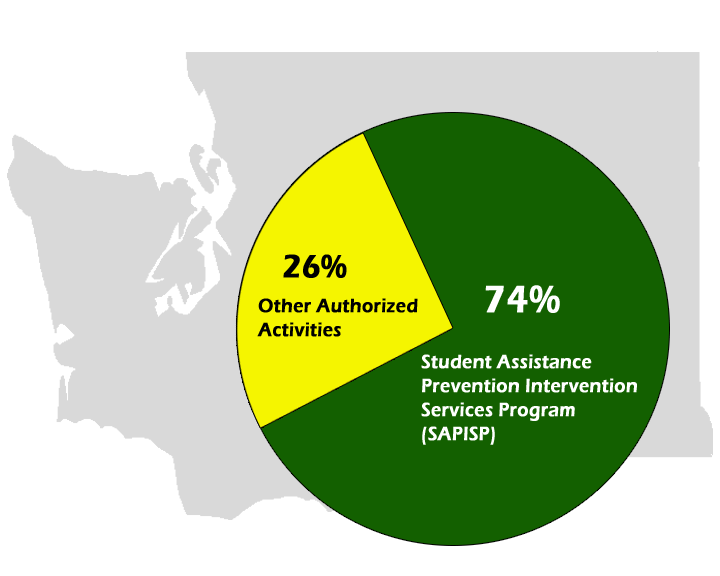 26%
Other Authorized
Activities
74%
Student Assistance
Prevention Intervention
Services Program
(SAPISP)